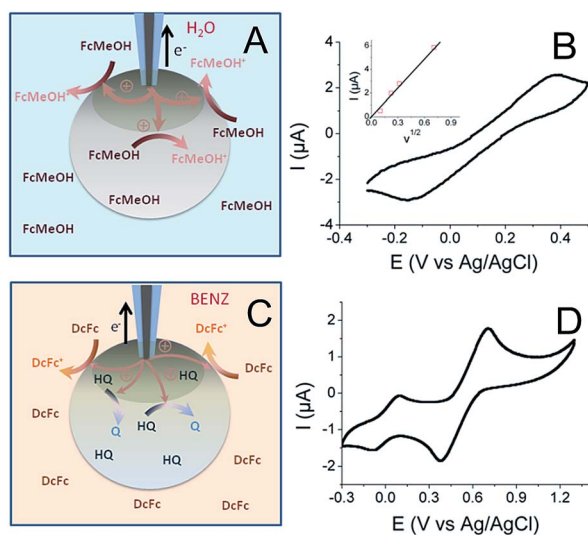 A
H₂O
e⁻
FcMeOH
FcMeOH⁺
FcMeOH⁺
⊕
⊕
⊕
FcMeOH
FcMeOH
FcMeOH⁺
FcMeOH
FcMeOH
FcMeOH
FcMeOH
B
I (µA)
4
2
0
-2
-4
-0.4
0.0
0.4
E (V vs Ag/AgCl)
I (µA)
6
4
2
0
0.0
0.3
0.6
0.9
v^1/2
C
BENZ
e⁻
DcFc
DcFc⁺
DcFc⁺
DcFc
HQ
HQ
Q
HQ
Q
HQ
HQ
DcFc
DcFc
DcFc
DcFc
DcFc
DcFc
D
I (µA)
2
1
0
-1
-2
-0.3
0.0
0.3
0.6
0.9
1.2
E (V vs Ag/AgCl)